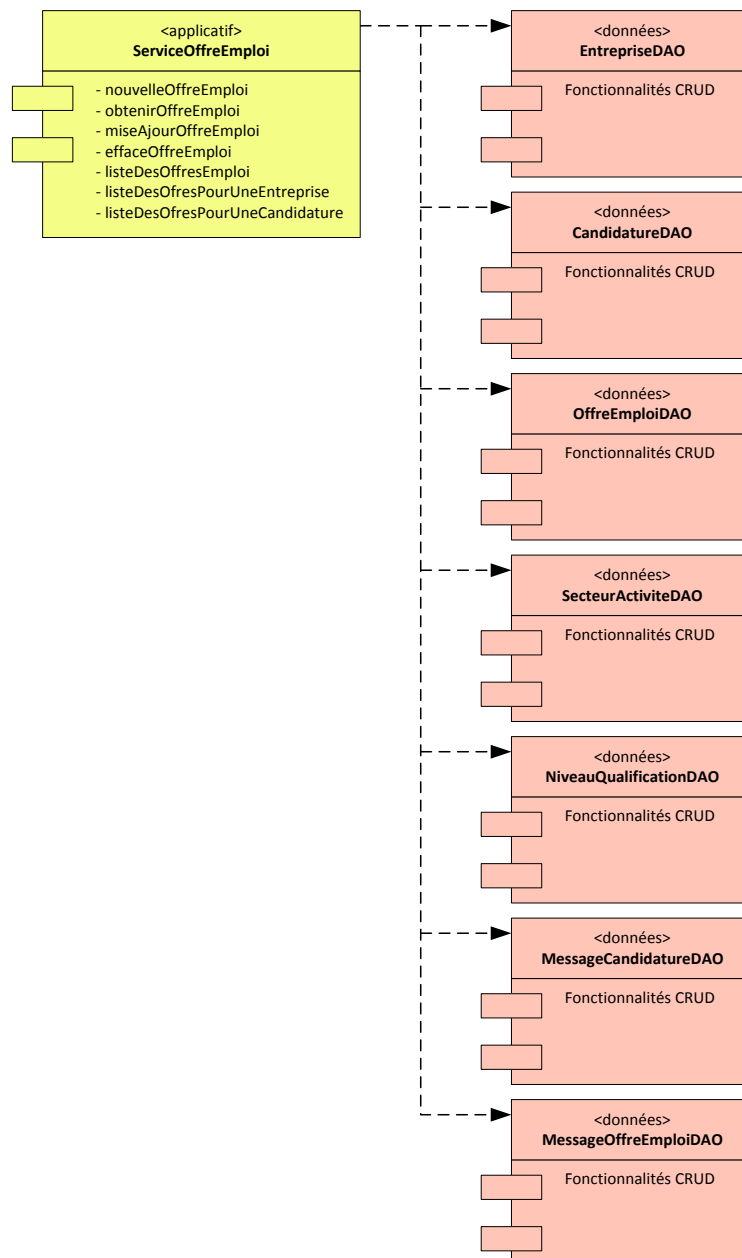 <applicatif>
ServiceOffreEmploi
- nouvelleOffreEmploi
- obtenirOffreEmploi
- miseAjourOffreEmploi
- effaceOffreEmploi
- listeDesOffresEmploi
- listeDesOfresPourUneEntreprise
- listeDesOfresPourUneCandidature
<données>
EntrepriseDAO
Fonctionnalités CRUD
<données>
CandidatureDAO
Fonctionnalités CRUD
<données>
OffreEmploiDAO
Fonctionnalités CRUD
<données>
SecteurActiviteDAO
Fonctionnalités CRUD
<données>
NiveauQualificationDAO
Fonctionnalités CRUD
<données>
MessageCandidatureDAO
Fonctionnalités CRUD
<données>
MessageOffreEmploiDAO
Fonctionnalités CRUD